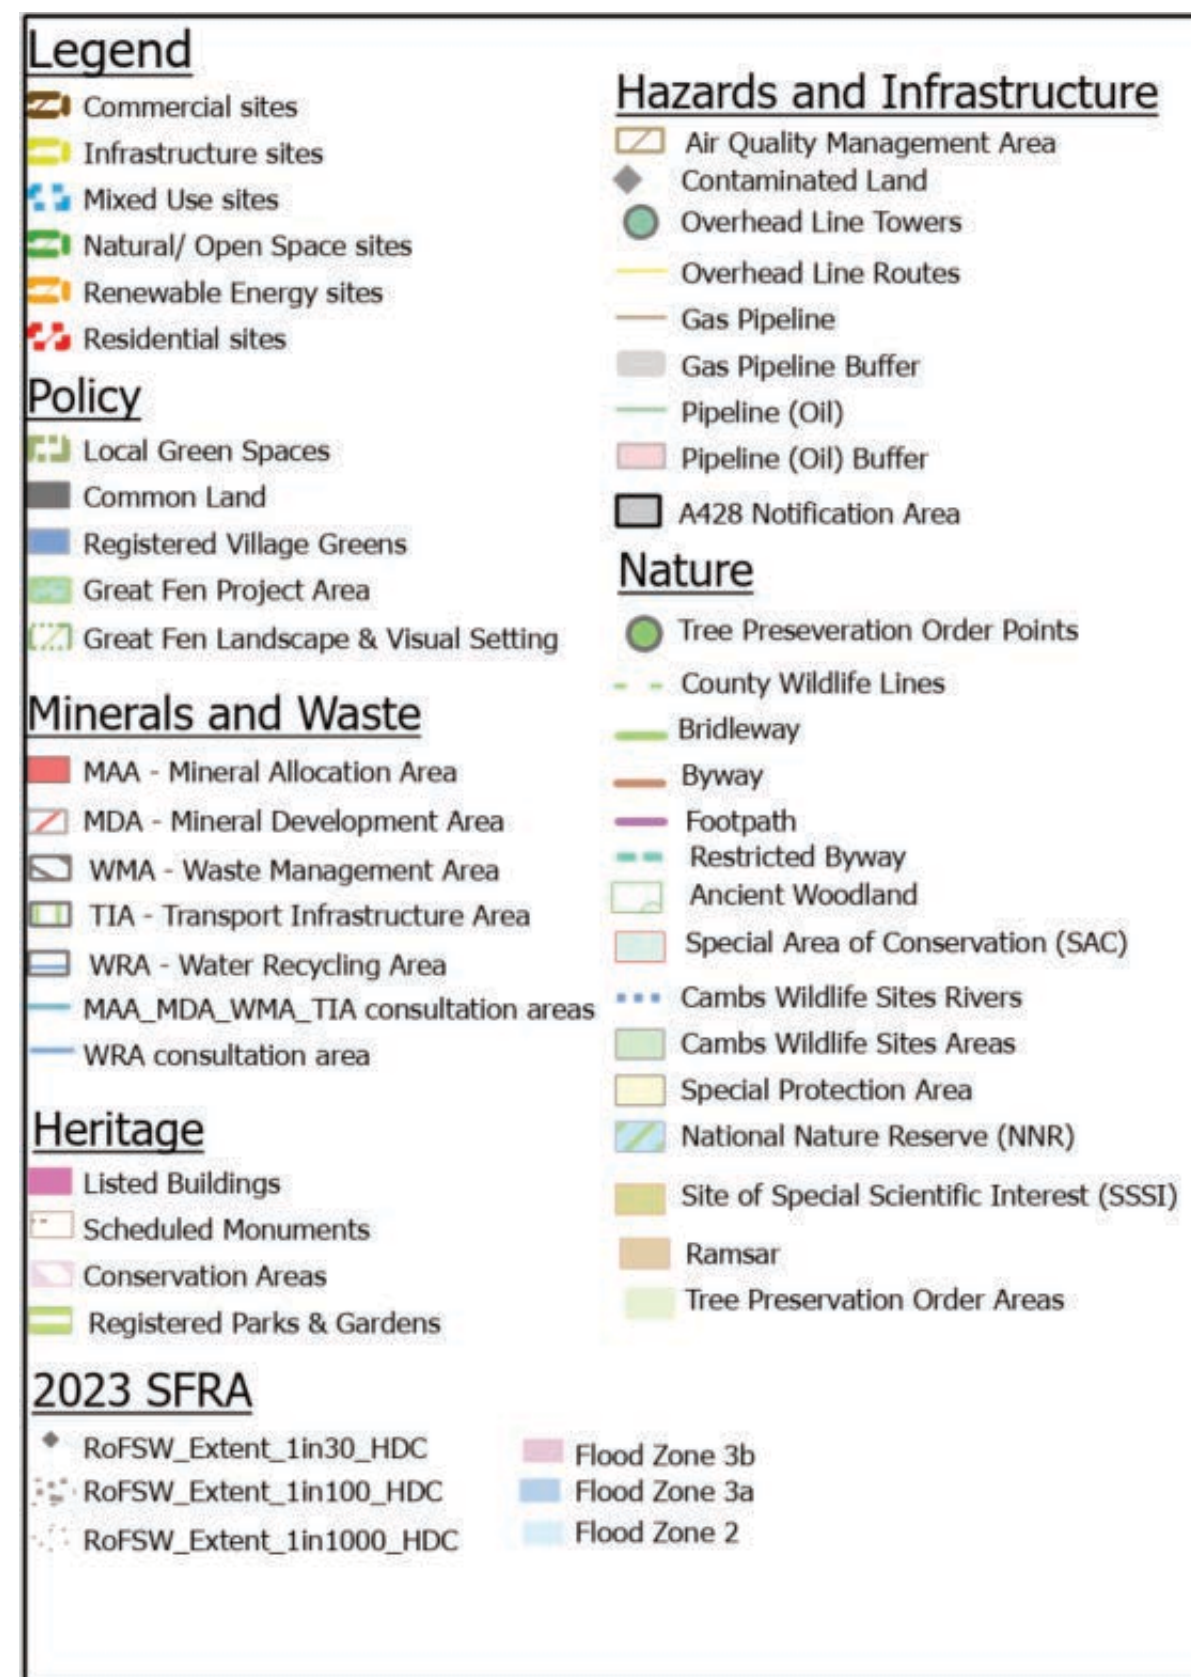 Legend
Commercial sites
Infrastructure sites
Mixed Use sites
Natural/ Open Space sites
Renewable Energy sites
Residential sites
Policy
Local Green Spaces
Common Land
Registered Village Greens
Great Fen Project Area
Great Fen Landscape & Visual Setting
Minerals and Waste
MAA - Mineral Allocation Area
MDA - Mineral Development Area
WMA - Waste Management Area
TIA - Transport Infrastructure Area
WRA - Water Recycling Area
MAA_MDA_WMA_TIA consultation areas
WRA consultation area
Heritage
Listed Buildings
Scheduled Monuments
Conservation Areas
Registered Parks & Gardens
2023 SFRA
RoFSW_Extent_1in30_HDC
RoFSW_Extent_1in100_HDC
RoFSW_Extent_1in1000_HDC
Flood Zone 3b
Flood Zone 3a
Flood Zone 2
Hazards and Infrastructure
Air Quality Management Area
Contaminated Land
Overhead Line Towers
Overhead Line Routes
Gas Pipeline
Gas Pipeline Buffer
Pipeline (Oil)
Pipeline (Oil) Buffer
A428 Notification Area
Nature
Tree Preseveration Order Points
County Wildlife Lines
Bridleway
Byway
Footpath
Restricted Byway
Ancient Woodland
Special Area of Conservation (SAC)
Cambs Wildlife Sites Rivers
Cambs Wildlife Sites Areas
Special Protection Area
National Nature Reserve (NNR)
Site of Special Scientific Interest (SSSI)
Ramsar
Tree Preservation Order Areas